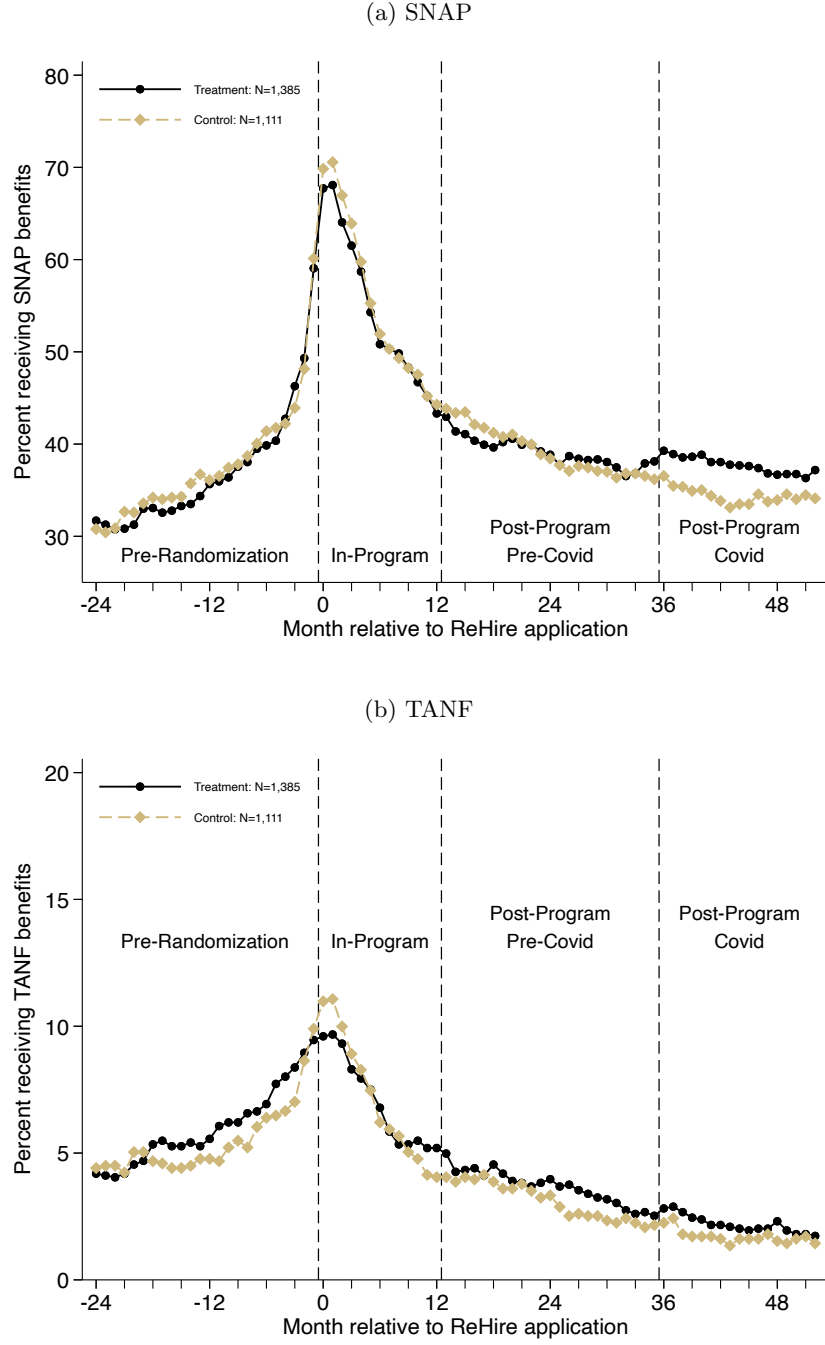 (a) SNAP
80
70
60
50
40
30
Percent receiving SNAP benefits
Treatment: N=1,385
Control: N=1,111
Pre-Randomization
In-Program
Post-Program
Pre-Covid
Post-Program
Covid
-24
-12
0
12
24
36
48
Month relative to ReHire application
(b) TANF
20
15
10
5
0
Percent receiving TANF benefits
Treatment: N=1,385
Control: N=1,111
Pre-Randomization
In-Program
Post-Program
Pre-Covid
Post-Program
Covid
-24
-12
0
12
24
36
48
Month relative to ReHire application